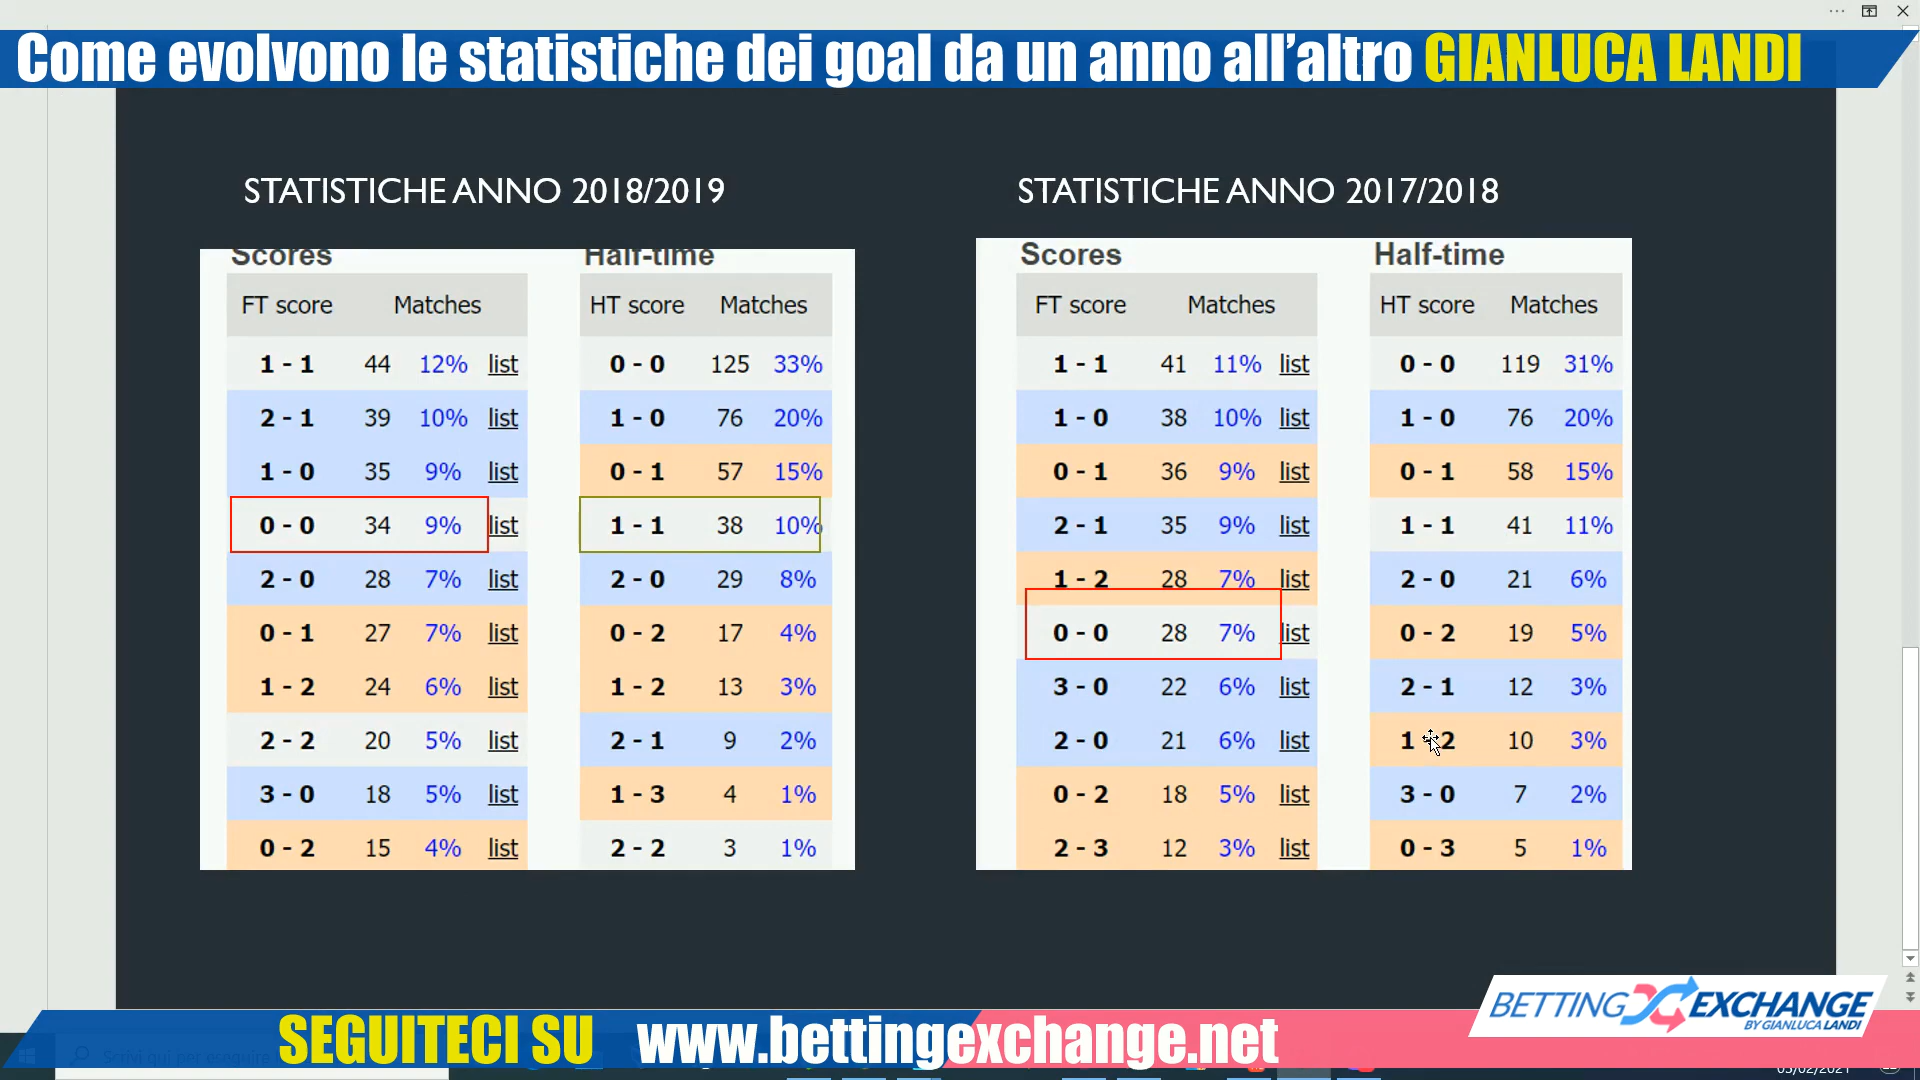 Come evolvono le statistiche dei goal da un anno all'altro GIANLUCA LANDI
STATISTICHE ANNO 2018/2019
Scores Half-time
FT score Matches HT score Matches
1 - 1 44 12% list 0 - 0 125 33%
2 - 1 39 10% list 1 - 0 76 20%
1 - 0 35 9% list 0 - 1 57 15%
0 - 0 34 9% list 1 - 1 38 10%
2 - 0 28 7% list 2 - 0 29 8%
0 - 1 27 7% list 0 - 2 17 4%
1 - 2 24 6% list 1 - 2 13 3%
2 - 2 20 5% list 2 - 1 9 2%
3 - 0 18 5% list 1 - 3 4 1%
0 - 2 15 4% list 2 - 2 3 1%
STATISTICHE ANNO 2017/2018
Scores Half-time
FT score Matches HT score Matches
1 - 1 41 11% list 0 - 0 119 31%
1 - 0 38 10% list 1 - 0 76 20%
0 - 1 36 9% list 0 - 1 58 15%
2 - 1 35 9% list 1 - 1 41 11%
1 - 2 28 7% list 2 - 0 21 6%
0 - 0 28 7% list 0 - 2 19 5%
3 - 0 22 6% list 2 - 1 12 3%
2 - 0 21 6% list 1 - 2 10 3%
0 - 2 18 5% list 3 - 0 7 2%
2 - 3 12 3% list 0 - 3 5 1%
BETTING EXCHANGE
BY GIANLUCA LANDI
SEGUITECI SU www.bettingexchange.net
Scrivi qui per eseguire
05/02/2021